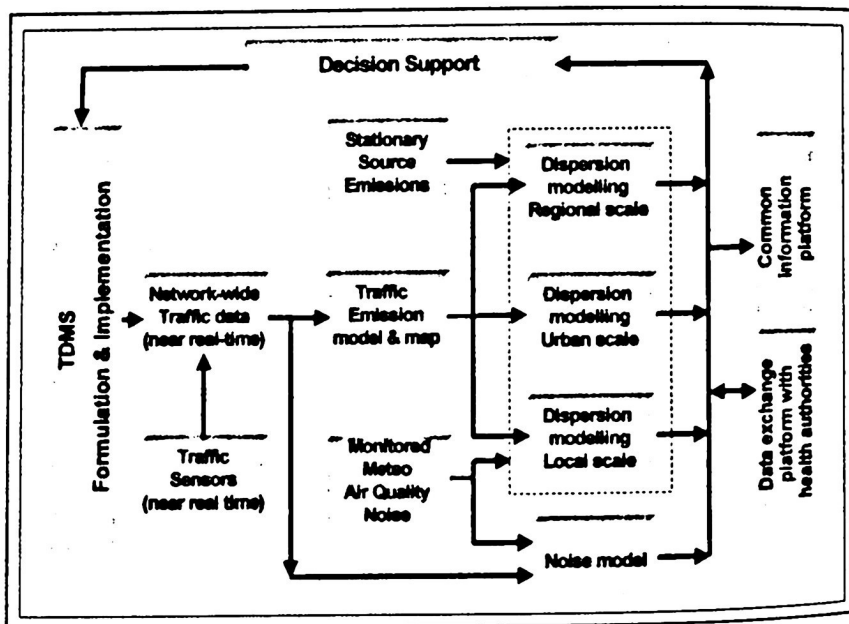 Decision Support
TDMS
Formulation & Implementation
Network-wide
Traffic data
(near real-time)
Traffic
Sensors
(near real time)
Stationary
Source
Emissions
Traffic
Emission
model & map
Monitored
Meteo
Air Quality
Noise
Dispersion
modelling
Regional scale
Dispersion
modelling
Urban scale
Dispersion
modelling
Local scale
Noise model
Common
information
platform
Data exchange
platform with
health authorities